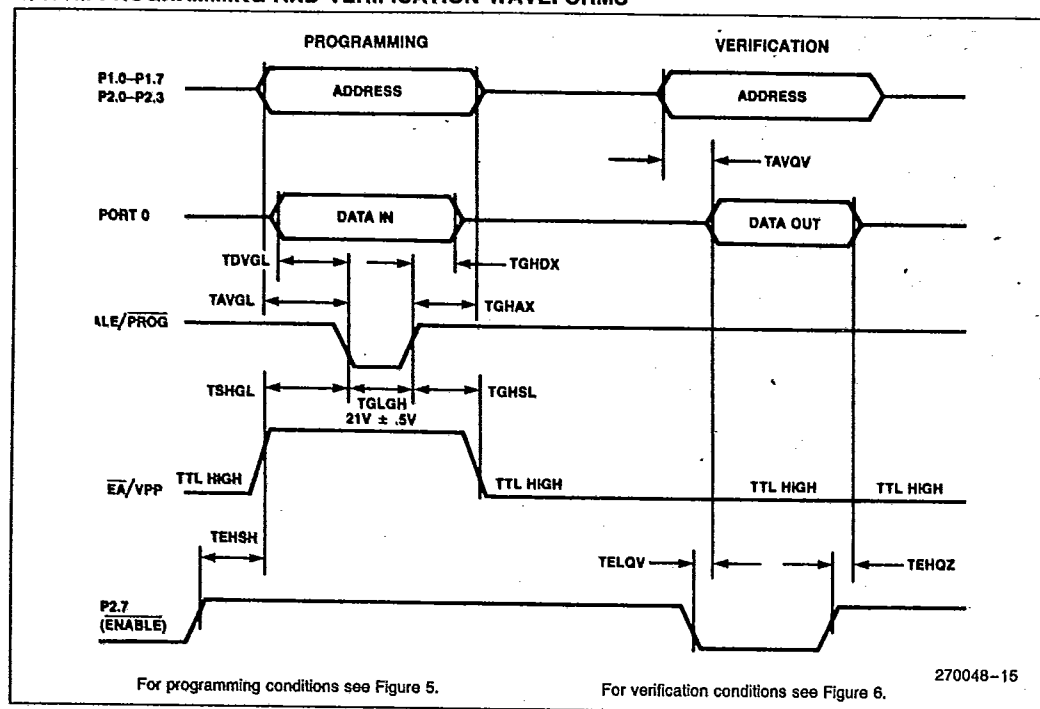 PROGRAMMING
VERIFICATION
P1.0–P1.7
P2.0–P2.3
ADDRESS
ADDRESS
TAVQV
PORT 0
DATA IN
DATA OUT
TDVGL
TGHDX
TAVGL
TGHAX
LE/PROG
TSHGL
TGLGH
TGHSL
21V ± .5V
EA/VPP
TTL HIGH
TTL HIGH
TTL HIGH
TTL HIGH
TEHSH
TELQV
TEHQZ
P2.7
(ENABLE)
270048–15
For programming conditions see Figure 5.
For verification conditions see Figure 6.